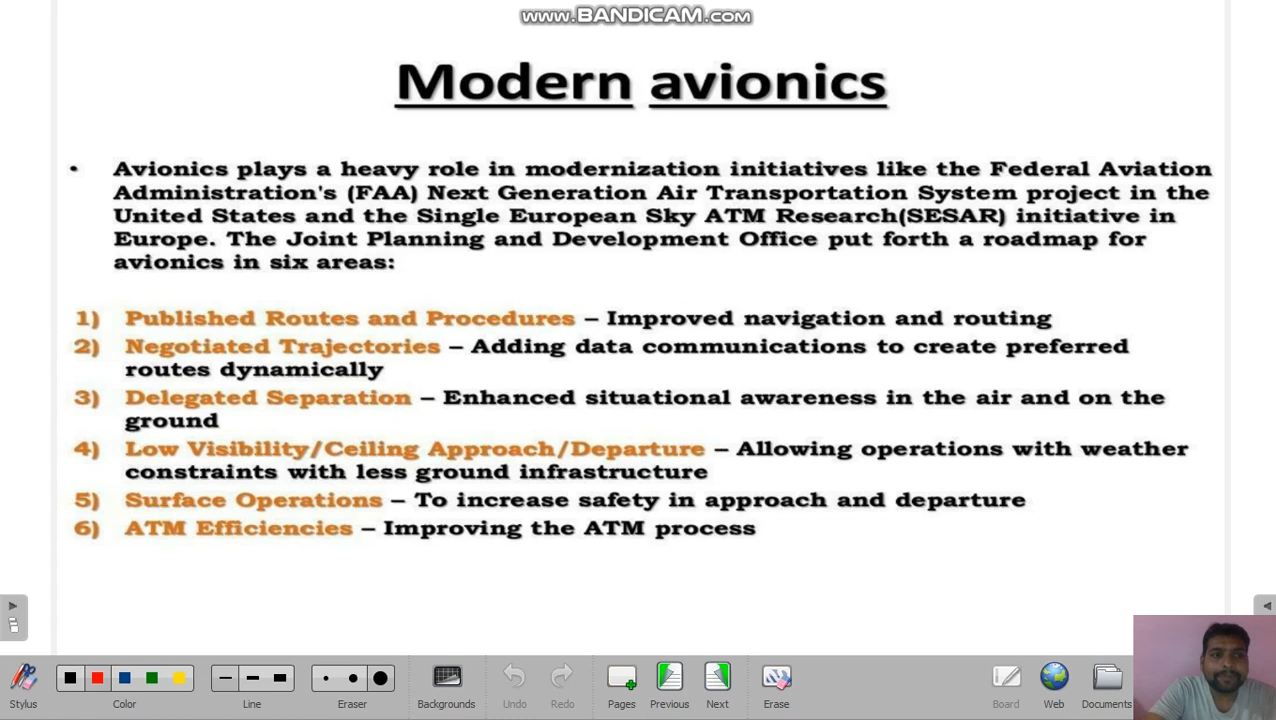 www.BANDICAM.com
Modern avionics
• Avionics plays a heavy role in modernization initiatives like the Federal Aviation
Administration's (FAA) Next Generation Air Transportation System project in the
United States and the Single European Sky ATM Research(SESAR) initiative in
Europe. The Joint Planning and Development Office put forth a roadmap for
avionics in six areas:
1) Published Routes and Procedures – Improved navigation and routing
2) Negotiated Trajectories – Adding data communications to create preferred
routes dynamically
3) Delegated Separation – Enhanced situational awareness in the air and on the
ground
4) Low Visibility/Ceiling Approach/Departure – Allowing operations with weather
constraints with less ground infrastructure
5) Surface Operations – To increase safety in approach and departure
6) ATM Efficiencies – Improving the ATM process
Stylus Color Line Eraser Backgrounds Undo Redo Pages Previous Next Erase Board Web Documents